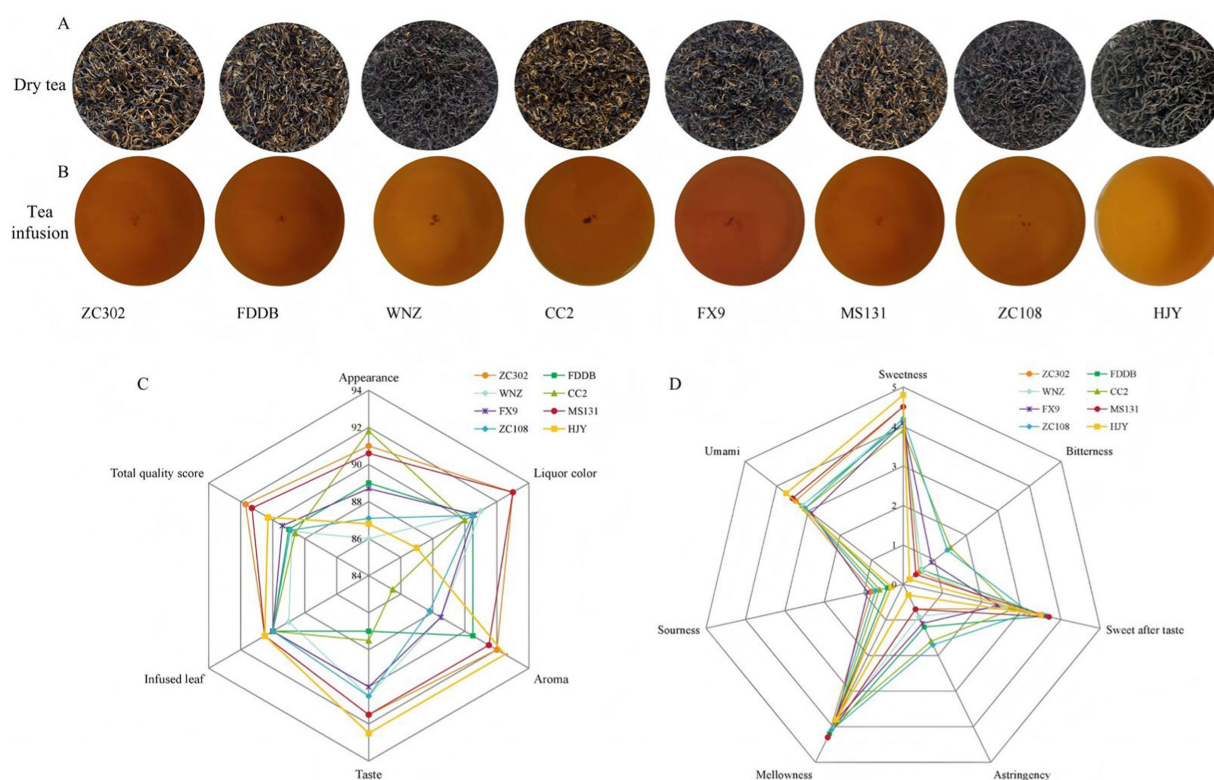 A
Dry tea
B
Tea
infusion
ZC302 FDDB WNZ CC2 FX9 MS131 ZC108 HJY
C
Appearance
94
92
90
88
86
84
ZC302 FDDB
WNZ CC2
FX9 MS131
ZC108 HJY
Total quality score
Liquor color
Infused leaf
Aroma
Taste
D
Sweetness
5
4
3
2
1
0
ZC302 FDDB
WNZ CC2
FX9 MS131
ZC108 HJY
Umami
Bitterness
Sourness
Sweet after taste
Mellowness
Astringency